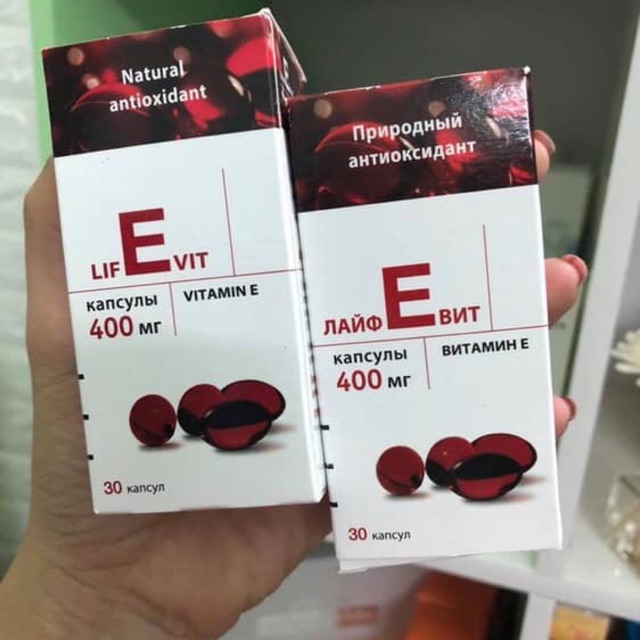 Natural
antioxidant
LIFEVIT
капсулы
400 мг
VITAMIN E
30 капсул
Природный
антиоксидант
ЛАЙФЕВИТ
капсулы
400 мг
ВИТАМИН Е
30 капсул